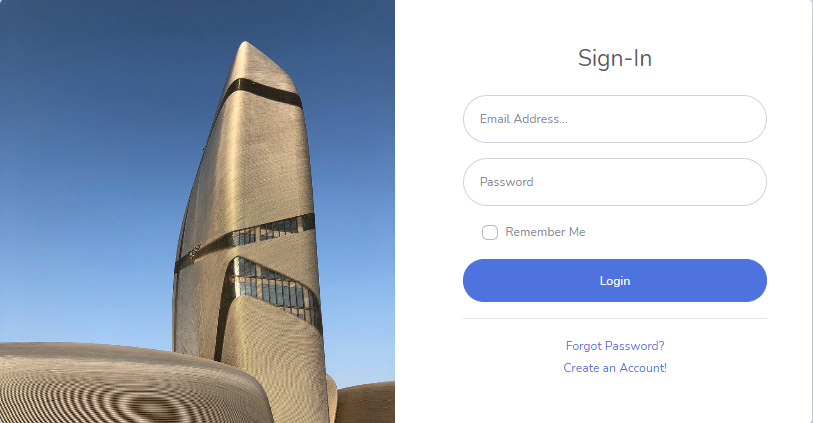 Sign-In
Email Address...
Password
Remember Me
Login
Forgot Password?
Create an Account!